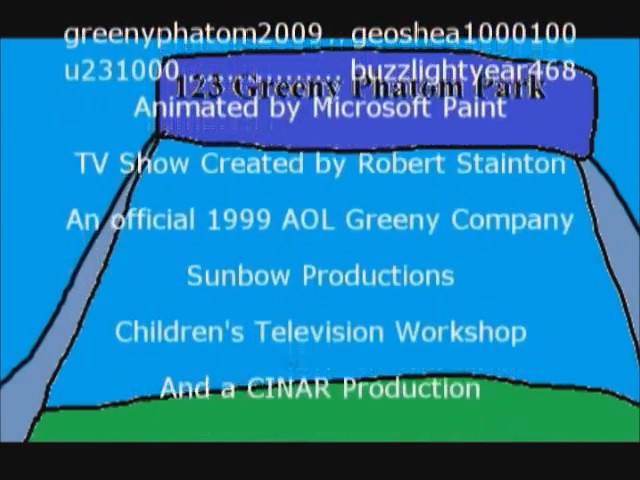 greenyphatom2009...geoshea1000100
u231000...................buzzlightyear468
123 Greeny Phatom Park
Animated by Microsoft Paint
TV Show Created by Robert Stainton
An official 1999 AOL Greeny Company
Sunbow Productions
Children's Television Workshop
And a CINAR Production